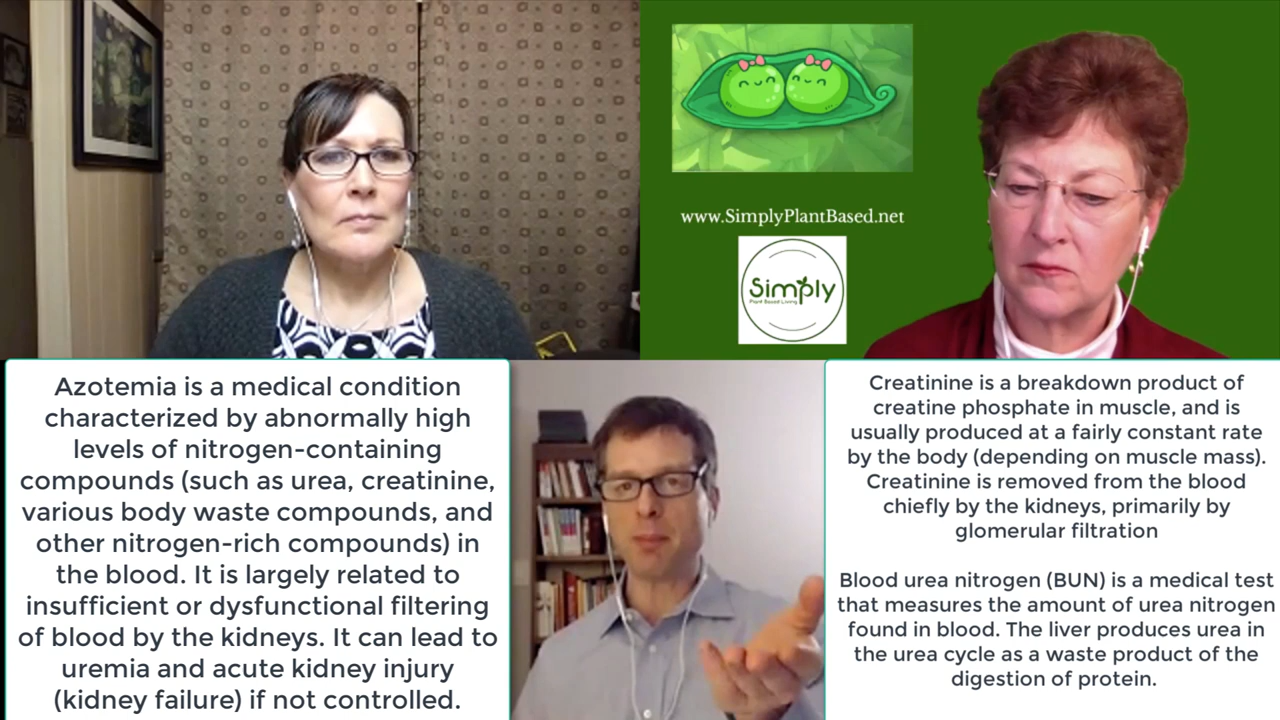 www.SimplyPlantBased.net
Simply
Plant Based Living
Azotemia is a medical condition
characterized by abnormally high
levels of nitrogen-containing
compounds (such as urea, creatinine,
various body waste compounds, and
other nitrogen-rich compounds) in
the blood. It is largely related to
insufficient or dysfunctional filtering
of blood by the kidneys. It can lead to
uremia and acute kidney injury
(kidney failure) if not controlled.
Creatinine is a breakdown product of
creatine phosphate in muscle, and is
usually produced at a fairly constant rate
by the body (depending on muscle mass).
Creatinine is removed from the blood
chiefly by the kidneys, primarily by
glomerular filtration
Blood urea nitrogen (BUN) is a medical test
that measures the amount of urea nitrogen
found in blood. The liver produces urea in
the urea cycle as a waste product of the
digestion of protein.